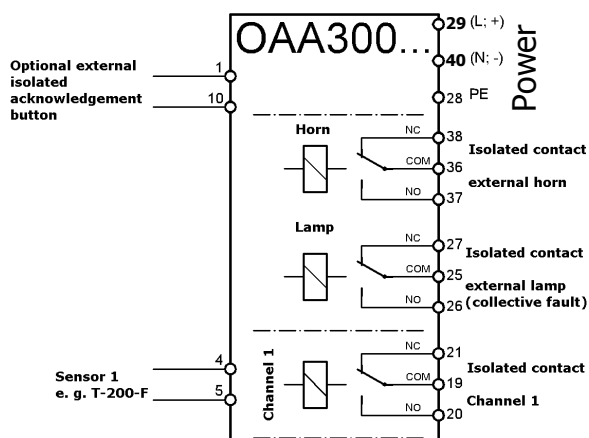 OAA300...
29 (L; +)
40 (N; -)
28 PE
Power
Optional external
isolated
acknowledgement
button
1
10
Horn
NC 38
COM 36
NO 37
Isolated contact
external horn
Lamp
NC 27
COM 25
NO 26
Isolated contact
external lamp
(collective fault)
Sensor 1
e. g. T-200-F
4
5
Channel 1
NC 21
COM 19
NO 20
Isolated contact
Channel 1